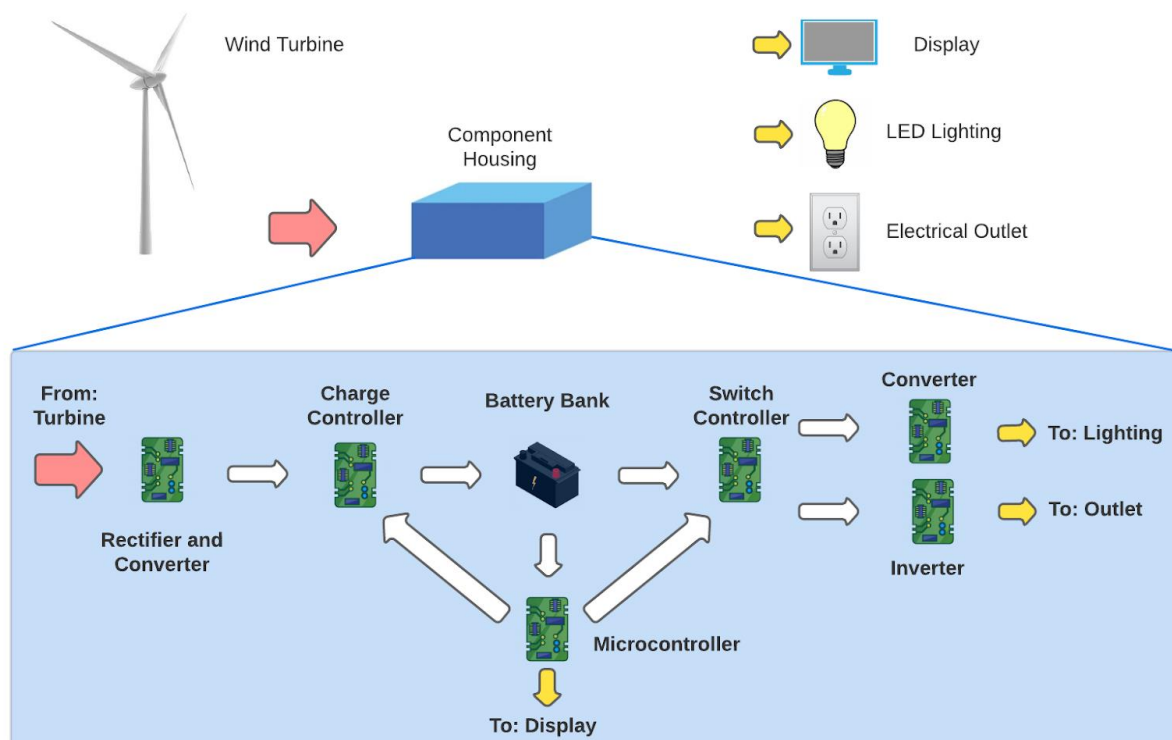 Wind Turbine
Display
LED Lighting
Component
Housing
Electrical Outlet
From:
Turbine
Charge
Controller
Battery Bank
Switch
Controller
Converter
To: Lighting
To: Outlet
Rectifier and
Converter
Inverter
Microcontroller
To: Display